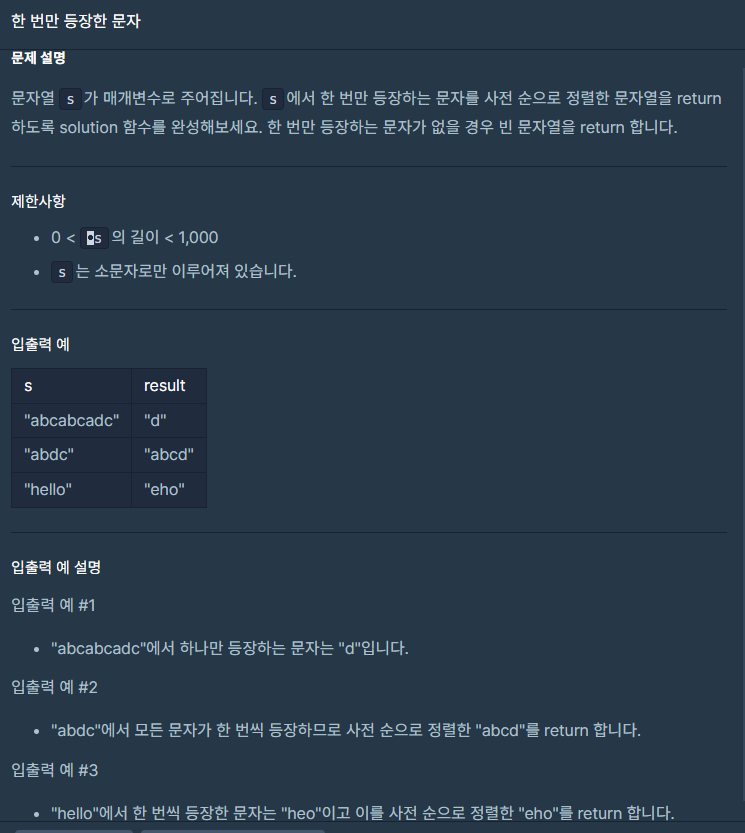 한 번만 등장한 문자
문제 설명
문자열 s가 매개변수로 주어집니다. s에서 한 번만 등장하는 문자를 사전 순으로 정렬한 문자열을 return
하도록 solution 함수를 완성해보세요. 한 번만 등장하는 문자가 없을 경우 빈 문자열을 return 합니다.
제한사항
• 0 < s의 길이 < 1,000
• s는 소문자로만 이루어져 있습니다.
입출력 예
s result
"abcabcadc" "d"
"abdc" "abcd"
"hello" "eho"
입출력 예 설명
입출력 예 #1
• "abcabcadc"에서 하나만 등장하는 문자는 "d"입니다.
입출력 예 #2
• "abdc"에서 모든 문자가 한 번씩 등장하므로 사전 순으로 정렬한 "abcd"를 return 합니다.
입출력 예 #3
• "hello"에서 한 번씩 등장한 문자는 "heo"이고 이를 사전 순으로 정렬한 "eho"를 return 합니다.